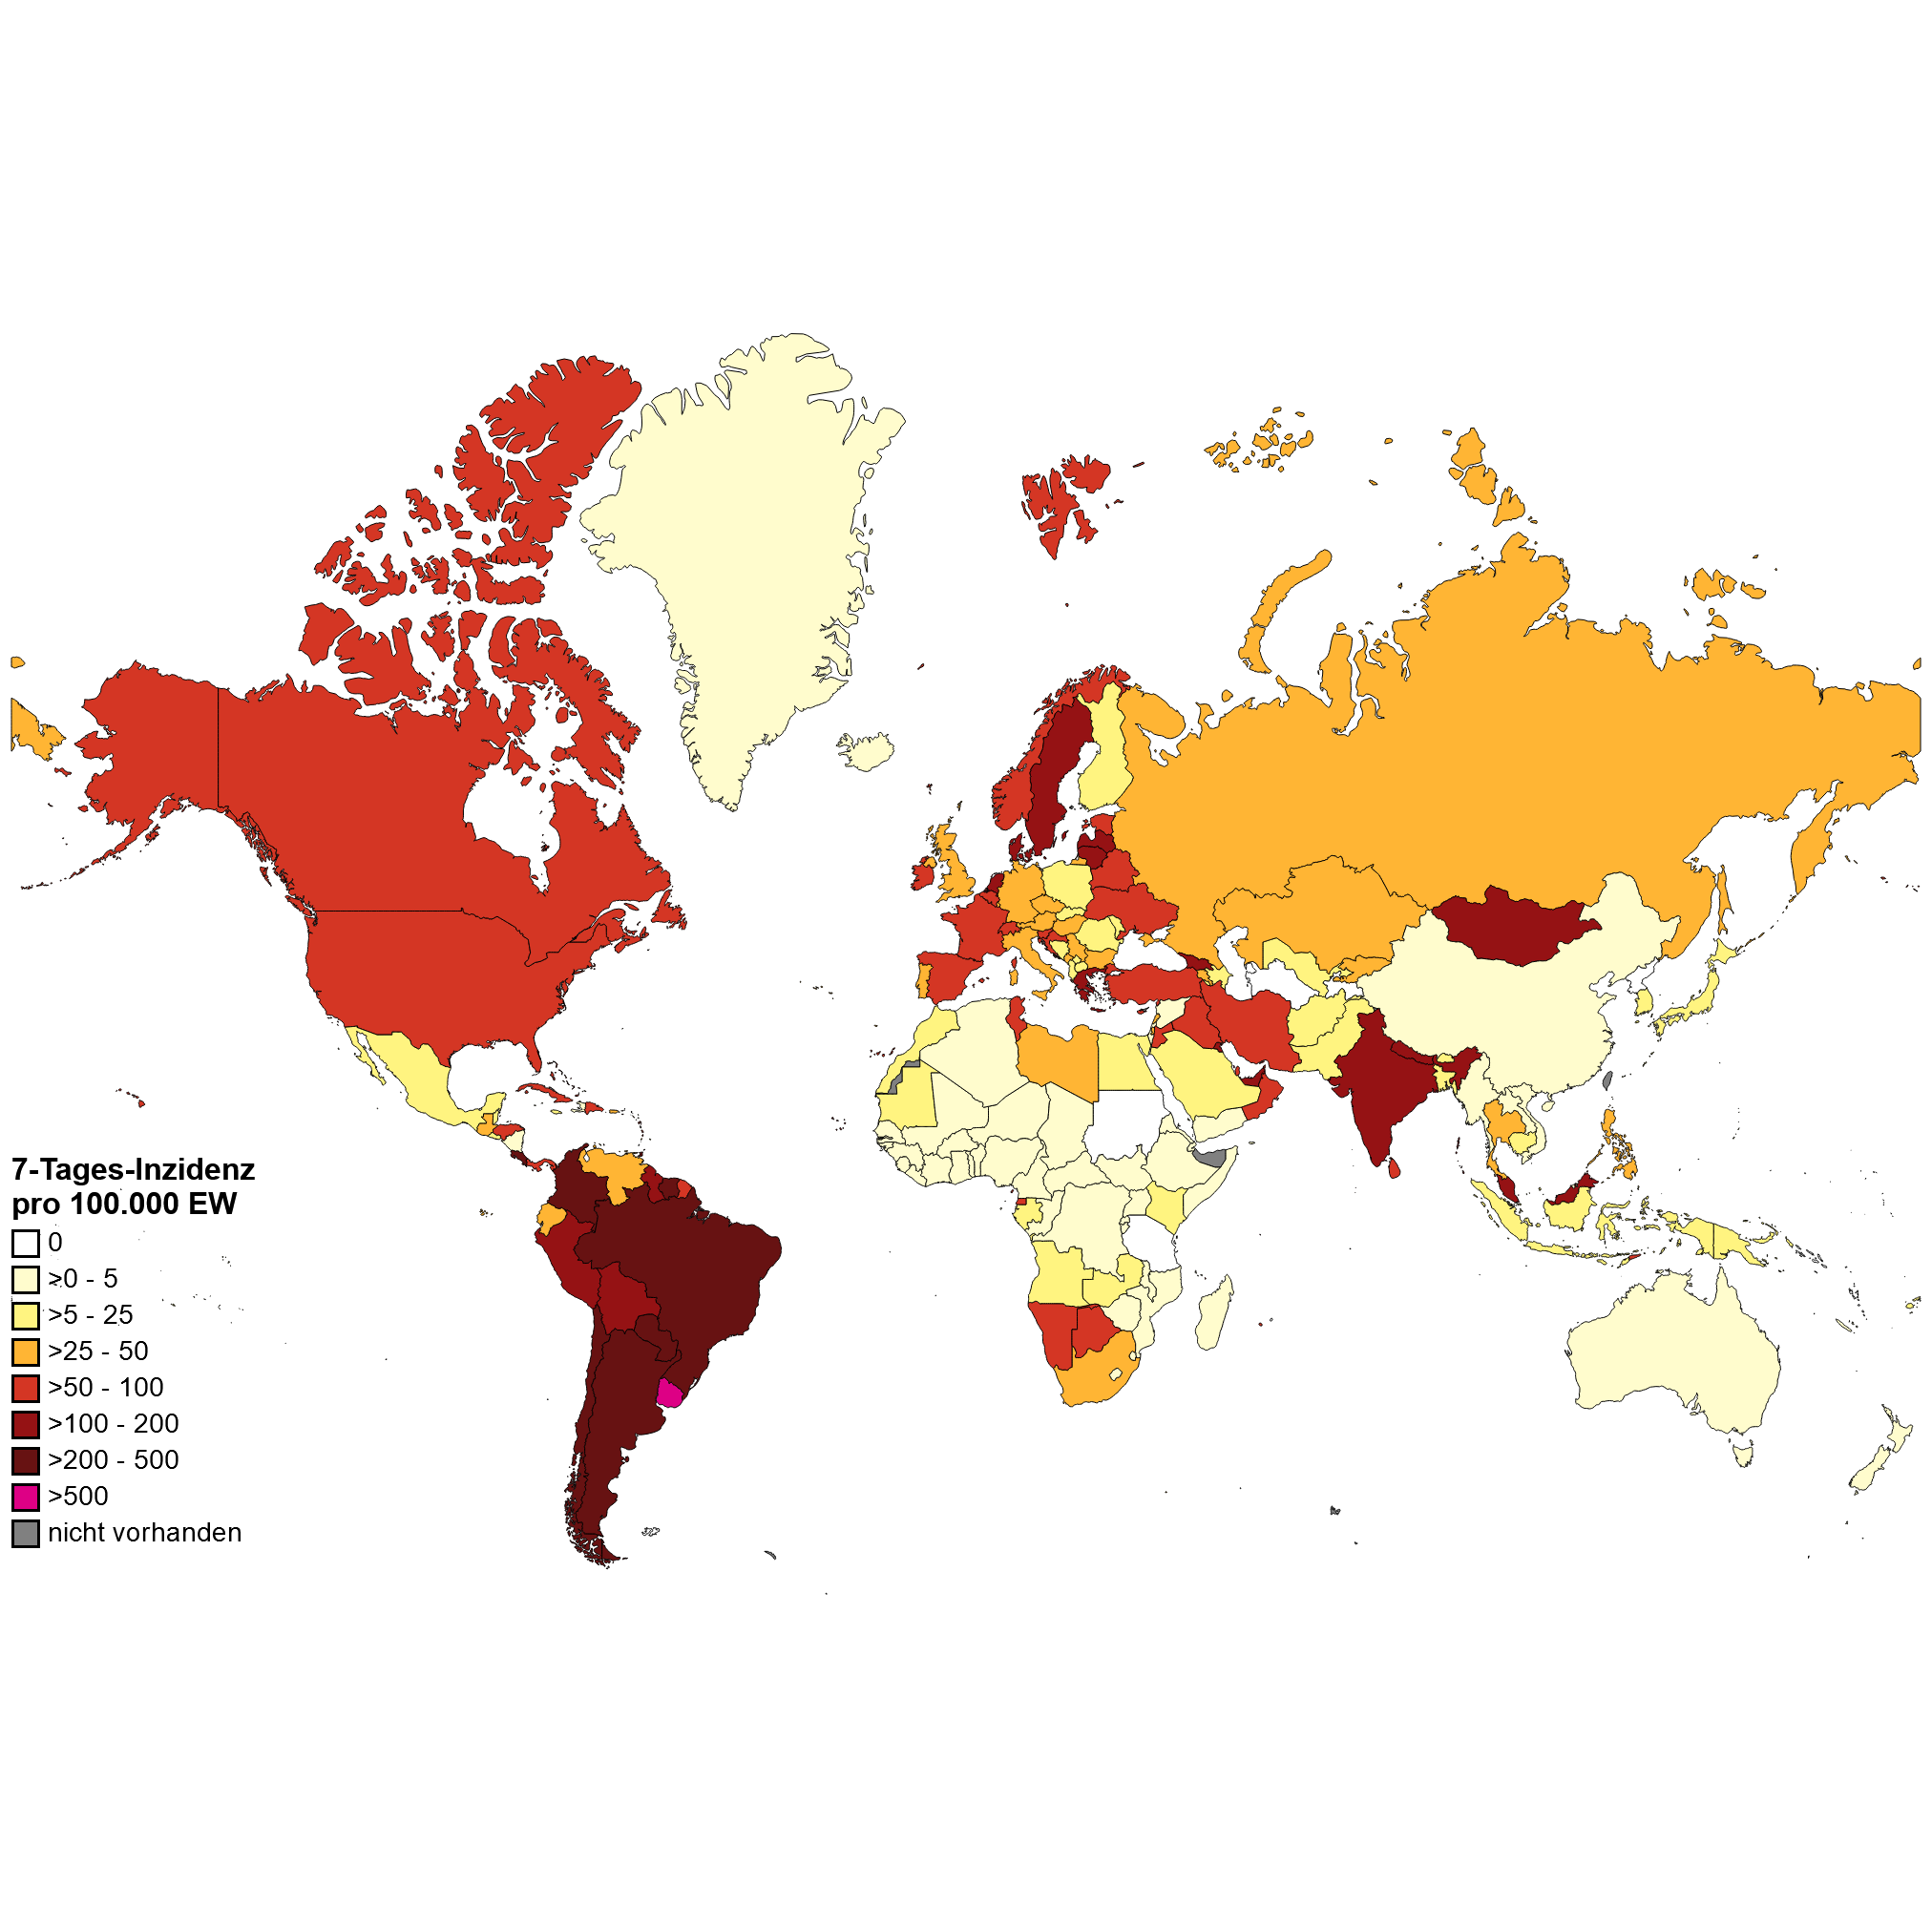 7-Tages-Inzidenz
pro 100.000 EW
0
>0 - 5
>5 - 25
>25 - 50
>50 - 100
>100 - 200
>200 - 500
>500
nicht vorhanden